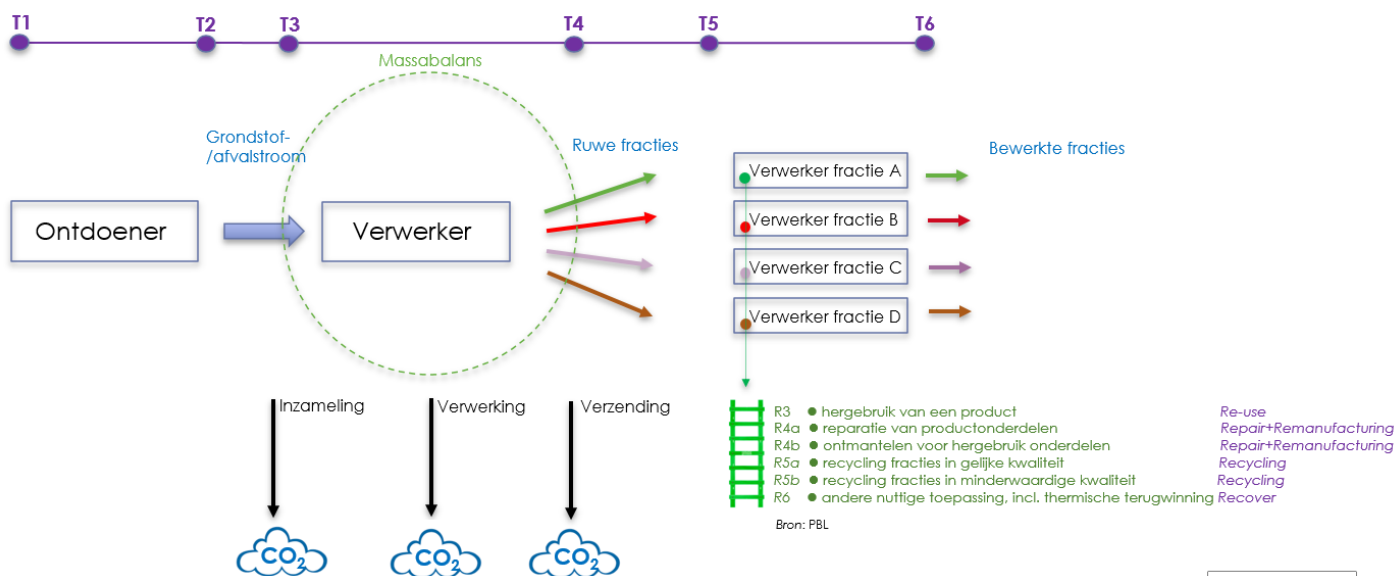 T1 T2 T3 T4 T5 T6
Massabalans
Grondstof-
/afvalstroom
Ruwe fracties
Bewerkte fracties
Ontdoener
Verwerker
Verwerker fractie A
Verwerker fractie B
Verwerker fractie C
Verwerker fractie D
Inzameling
Verwerking
Verzending
CO2
CO2
CO2
R3 ● hergebruik van een product Re-use
R4a ● reparatie van productonderdelen Repair+Remanufacturing
R4b ● ontmantelen voor hergebruik onderdelen Repair+Remanufacturing
R5a ● recycling fracties in gelijke kwaliteit Recycling
R5b ● recycling fracties in minderwaardige kwaliteit Recycling
R6 ● andere nuttige toepassing, incl. thermische terugwinning Recover
Bron: PBL